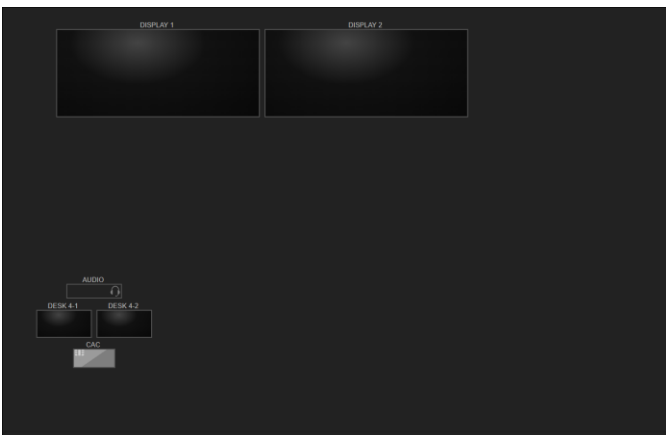 DISPLAY 1
DISPLAY 2
AUDIO
DESK 4-1
DESK 4-2
CAC